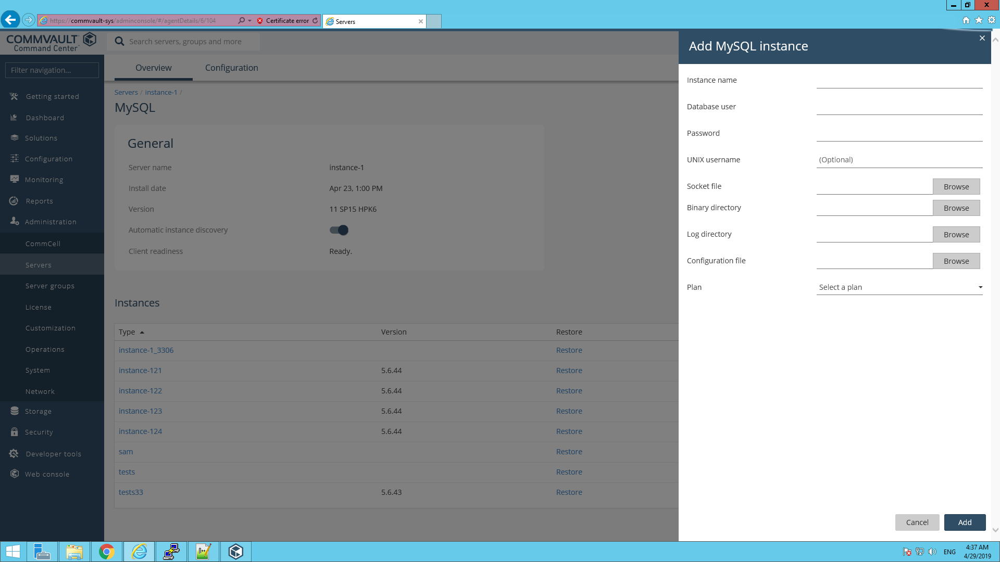 https://commvault-sys/adminconsole/#/agentDetails/6/104
Certificate error
Servers
COMMVAULT
Command Center
Search servers, groups and more
Filter navigation...
Getting started
Dashboard
Solutions
Configuration
Monitoring
Reports
Administration
CommCell
Servers
Server groups
License
Customization
Operations
System
Network
Storage
Security
Developer tools
Web console
Overview
Configuration
Servers / instance-1 /
MySQL
General
Server name instance-1
Install date Apr 23, 1:00 PM
Version 11 SP15 HPK6
Automatic instance discovery
Client readiness Ready.
Instances
Type Version Restore
instance-1_3306 Restore
instance-121 5.6.44 Restore
instance-122 5.6.44 Restore
instance-123 5.6.44 Restore
instance-124 5.6.44 Restore
sam Restore
tests Restore
tests33 5.6.43 Restore
Add MySQL instance
Instance name
Database user
Password
UNIX username (Optional)
Socket file Browse
Binary directory Browse
Log directory Browse
Configuration file Browse
Plan Select a plan
Cancel Add
ENG
4:37 AM
4/29/2019